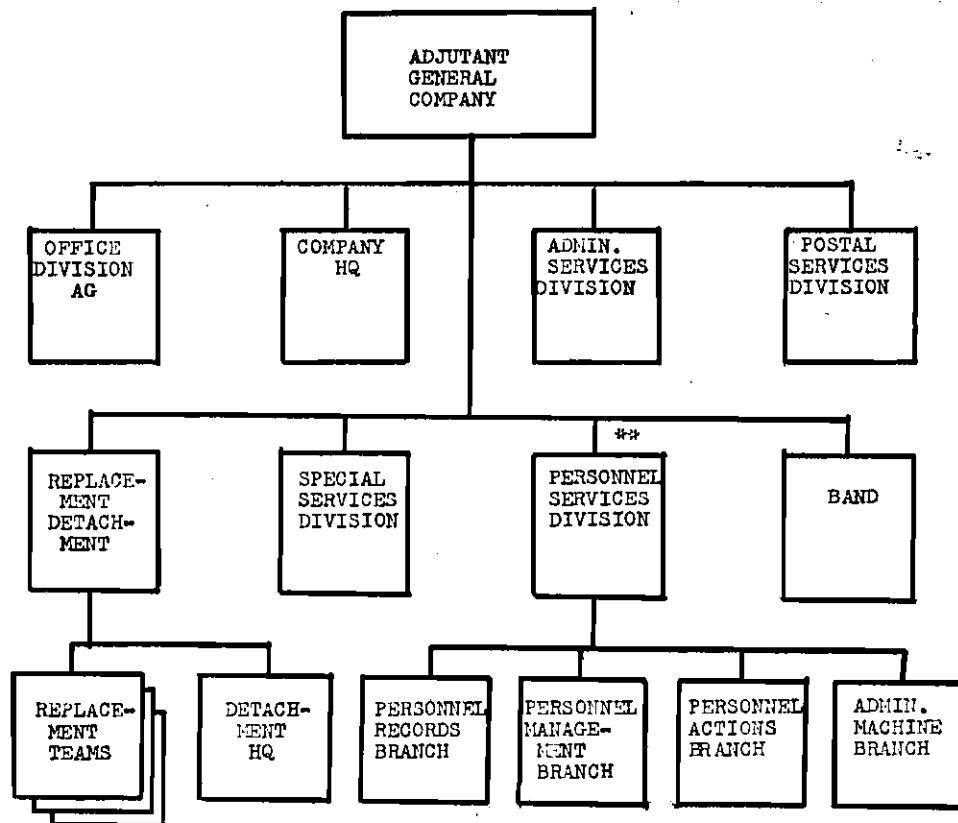 ADJUTANT
GENERAL
COMPANY
OFFICE
DIVISION
AG
COMPANY
HQ
ADMIN.
SERVICES
DIVISION
POSTAL
SERVICES
DIVISION
REPLACE-
MENT
DETACH-
MENT
SPECIAL
SERVICES
DIVISION
**
PERSONNEL
SERVICES
DIVISION
BAND
REPLACE-
MENT
TEAMS
DETACH-
MENT
HQ
PERSONNEL
RECORDS
BRANCH
PERSONNEL
MANAGE-
MENT
BRANCH
PERSONNEL
ACTIONS
BRANCH
ADMIN.
MACHINE
BRANCH